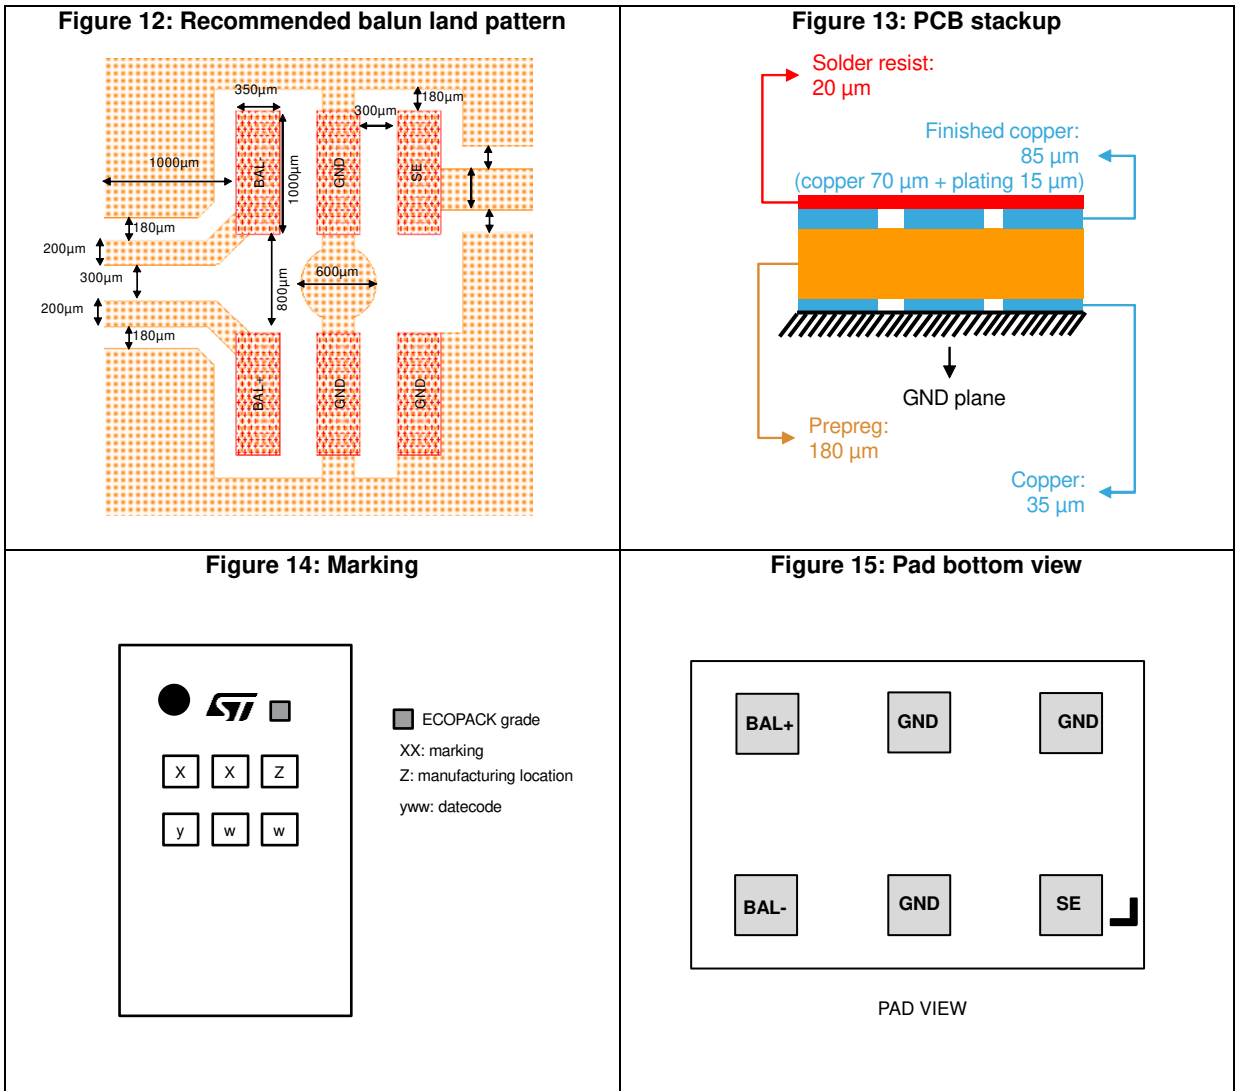 Figure 12: Recommended balun land pattern
350µm
180µm
300µm
1000µm
BAL-
1000µm
GND
SE
180µm
200µm
300µm
800µm
600µm
200µm
180µm
BAL+
GND
GND
Figure 13: PCB stackup
Solder resist:
20 µm
Finished copper:
85 µm
(copper 70 µm + plating 15 µm)
GND plane
Prepreg:
180 µm
Copper:
35 µm
Figure 14: Marking
ST
X X Z
y w w
ECOPACK grade
XX: marking
Z: manufacturing location
yww: datecode
Figure 15: Pad bottom view
BAL+ GND GND
BAL- GND SE
PAD VIEW